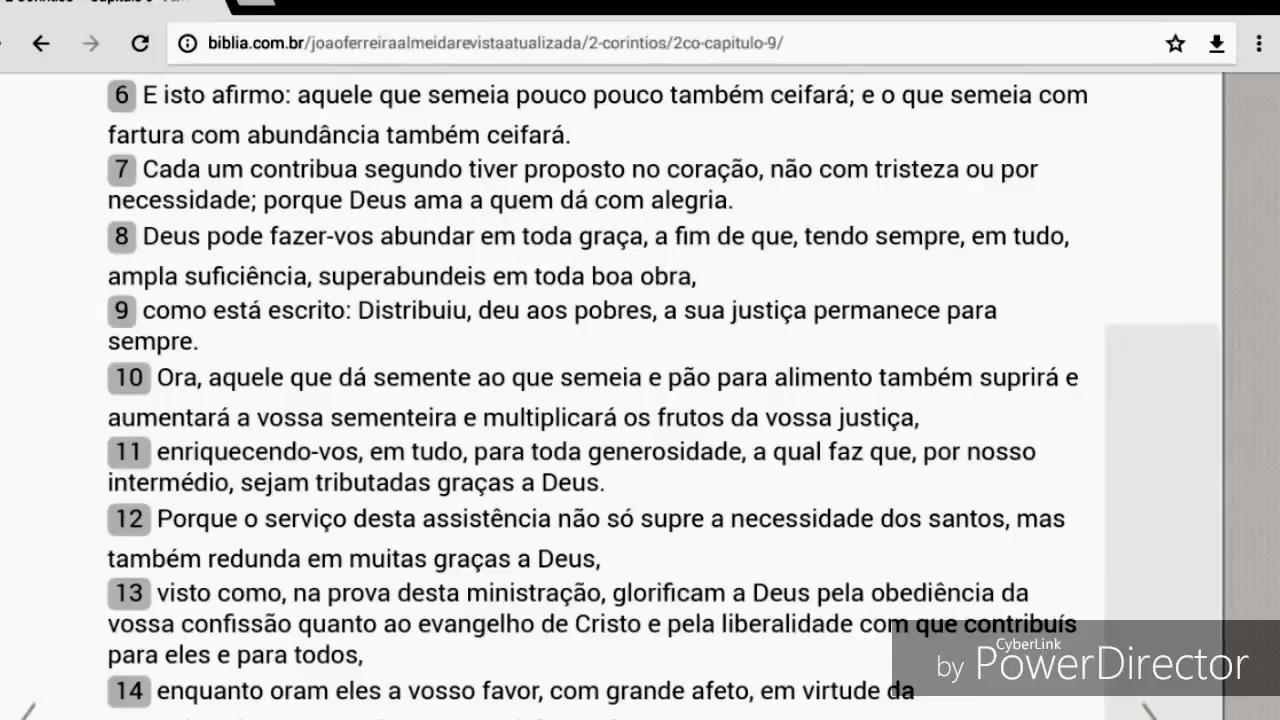 biblia.com.br/joaoferreiraalmeidarevistaatualizada/2-corintios/2co-capitulo-9/
6 E isto afirmo: aquele que semeia pouco pouco também ceifará; e o que semeia com
fartura com abundância também ceifará.
7 Cada um contribua segundo tiver proposto no coração, não com tristeza ou por
necessidade; porque Deus ama a quem dá com alegria.
8 Deus pode fazer-vos abundar em toda graça, a fim de que, tendo sempre, em tudo,
ampla suficiência, superabundeis em toda boa obra,
9 como está escrito: Distribuiu, deu aos pobres, a sua justiça permanece para
sempre.
10 Ora, aquele que dá semente ao que semeia e pão para alimento também suprirá e
aumentará a vossa sementeira e multiplicará os frutos da vossa justiça,
11 enriquecendo-vos, em tudo, para toda generosidade, a qual faz que, por nosso
intermédio, sejam tributadas graças a Deus.
12 Porque o serviço desta assistência não só supre a necessidade dos santos, mas
também redunda em muitas graças a Deus,
13 visto como, na prova desta ministração, glorificam a Deus pela obediência da
vossa confissão quanto ao evangelho de Cristo e pela liberalidade com que contribuís
para eles e para todos,
14 enquanto oram eles a vosso favor, com grande afeto, em virtude da
CyberLink
by PowerDirector